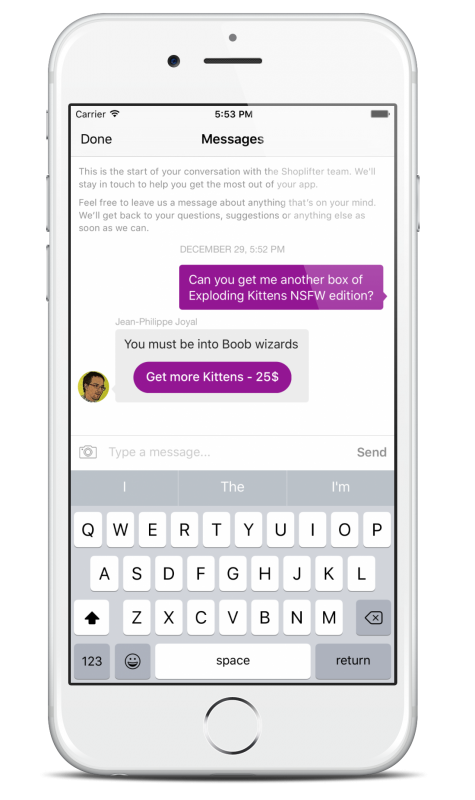 Carrier 5:53 PM
Done Messages
This is the start of your conversation with the Shoplifter team. We'll
stay in touch to help you get the most out of your app.
Feel free to leave us a message about anything that's on your mind.
We'll get back to your questions, suggestions or anything else as
soon as we can.
DECEMBER 29, 5:52 PM
Can you get me another box of
Exploding Kittens NSFW edition?
Jean-Philippe Joyal
You must be into Boob wizards
Get more Kittens - 25$
Type a message... Send
I The I'm
Q W E R T Y U I O P
A S D F G H J K L
Z X C V B N M
123 space return